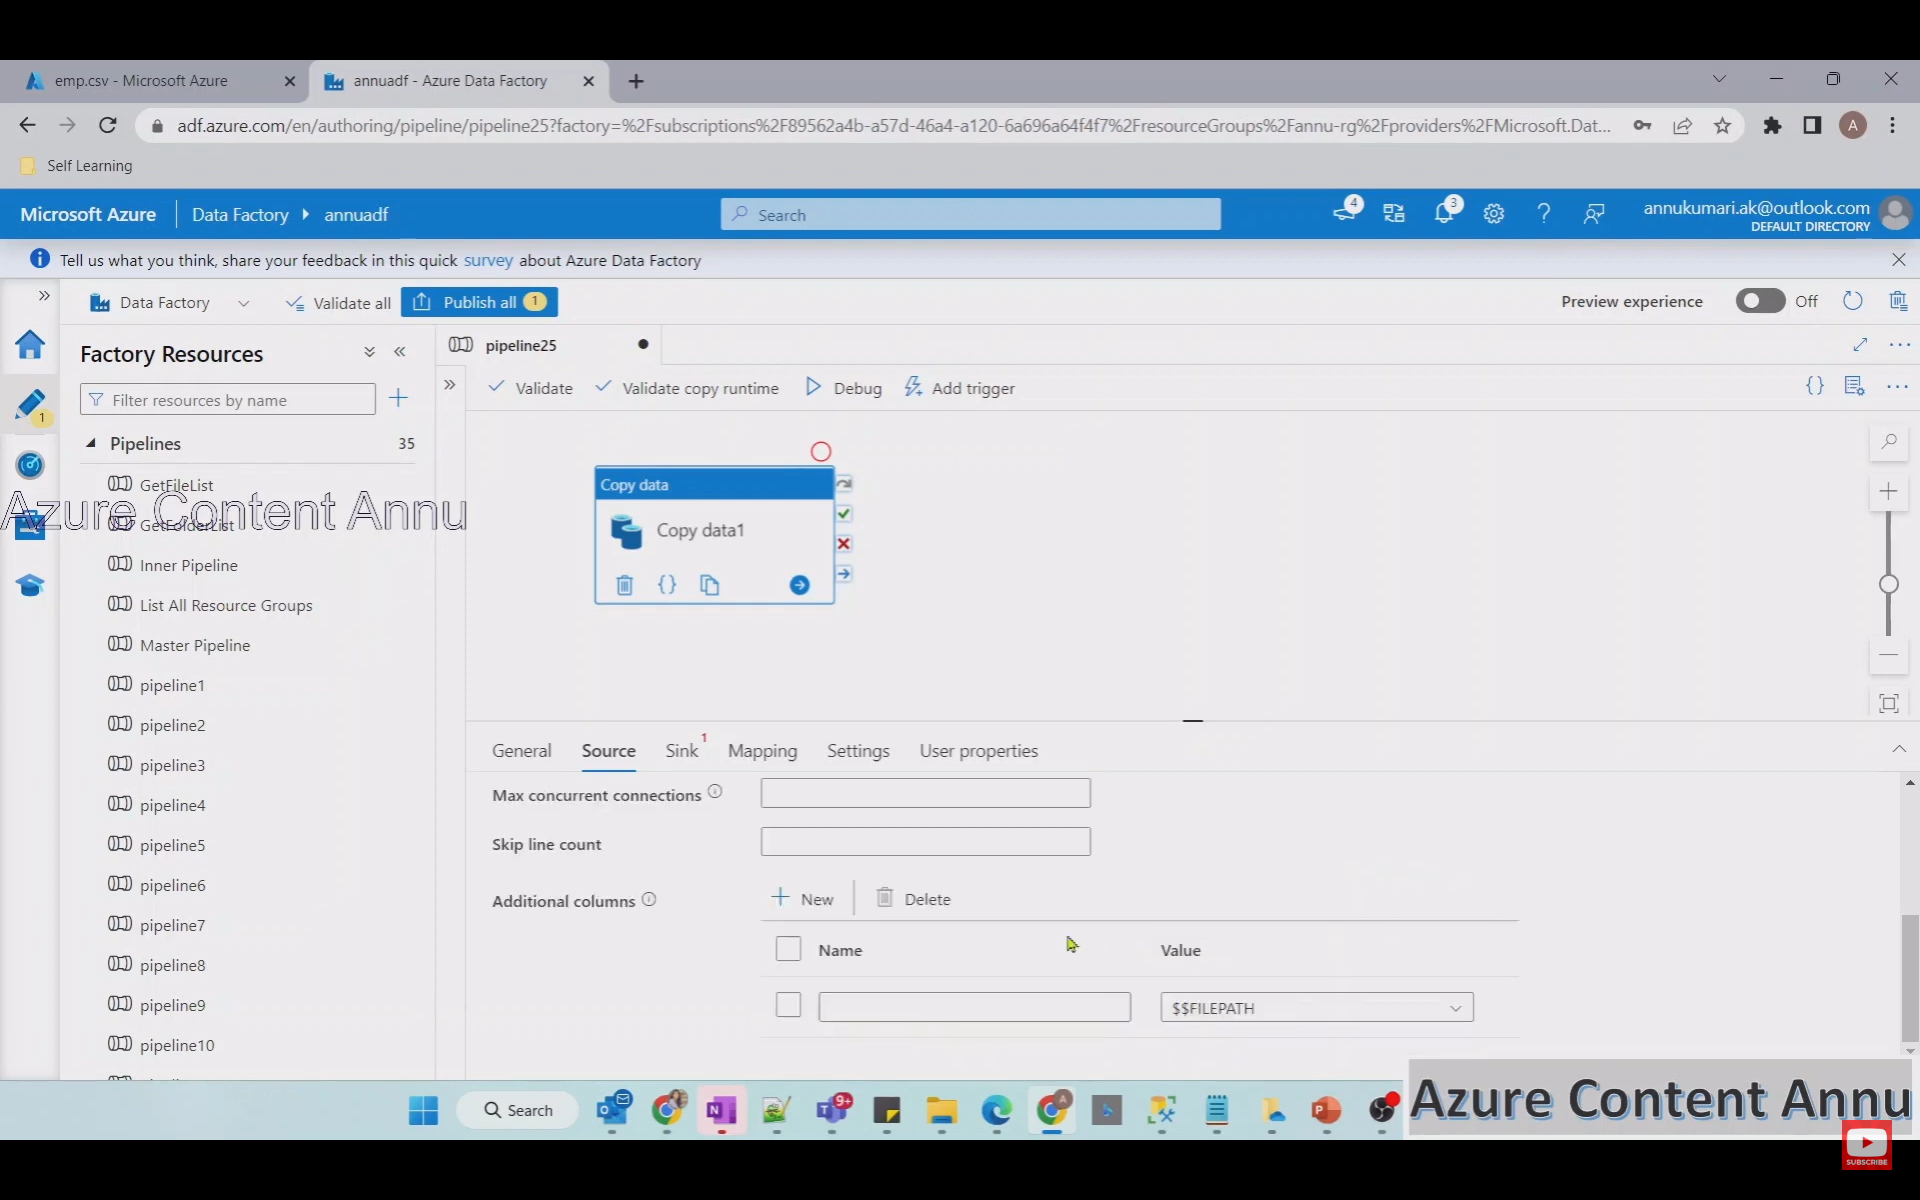 emp.csv - Microsoft Azure
annuadf - Azure Data Factory
adf.azure.com/en/authoring/pipeline/pipeline25?factory=%2Fsubscriptions%2F89562a4b-a57d-46a4-a120-6a696a64f4f7%2FresourceGroups%2Fannu-rg%2Fproviders%2FMicrosoft.Dat...
A
Self Learning
Microsoft Azure
Data Factory
annuadf
Search
4
3
annukumari.ak@outlook.com
DEFAULT DIRECTORY
Tell us what you think, share your feedback in this quick survey about Azure Data Factory
Data Factory
Validate all
Publish all
1
Preview experience
Off
Factory Resources
pipeline25
1
Filter resources by name
Validate
Validate copy runtime
Debug
Add trigger
Pipelines
35
GetFileList
Azure Content Annu
GetFolderList
Inner Pipeline
List All Resource Groups
Master Pipeline
pipeline1
pipeline2
pipeline3
pipeline4
pipeline5
pipeline6
pipeline7
pipeline8
pipeline9
pipeline10
Copy data
Copy data1
General
Source
Sink
1
Mapping
Settings
User properties
Max concurrent connections
Skip line count
Additional columns
New
Delete
Name
Value
$$FILEPATH
Search
9+
Azure Content Annu
SUBSCRIBE